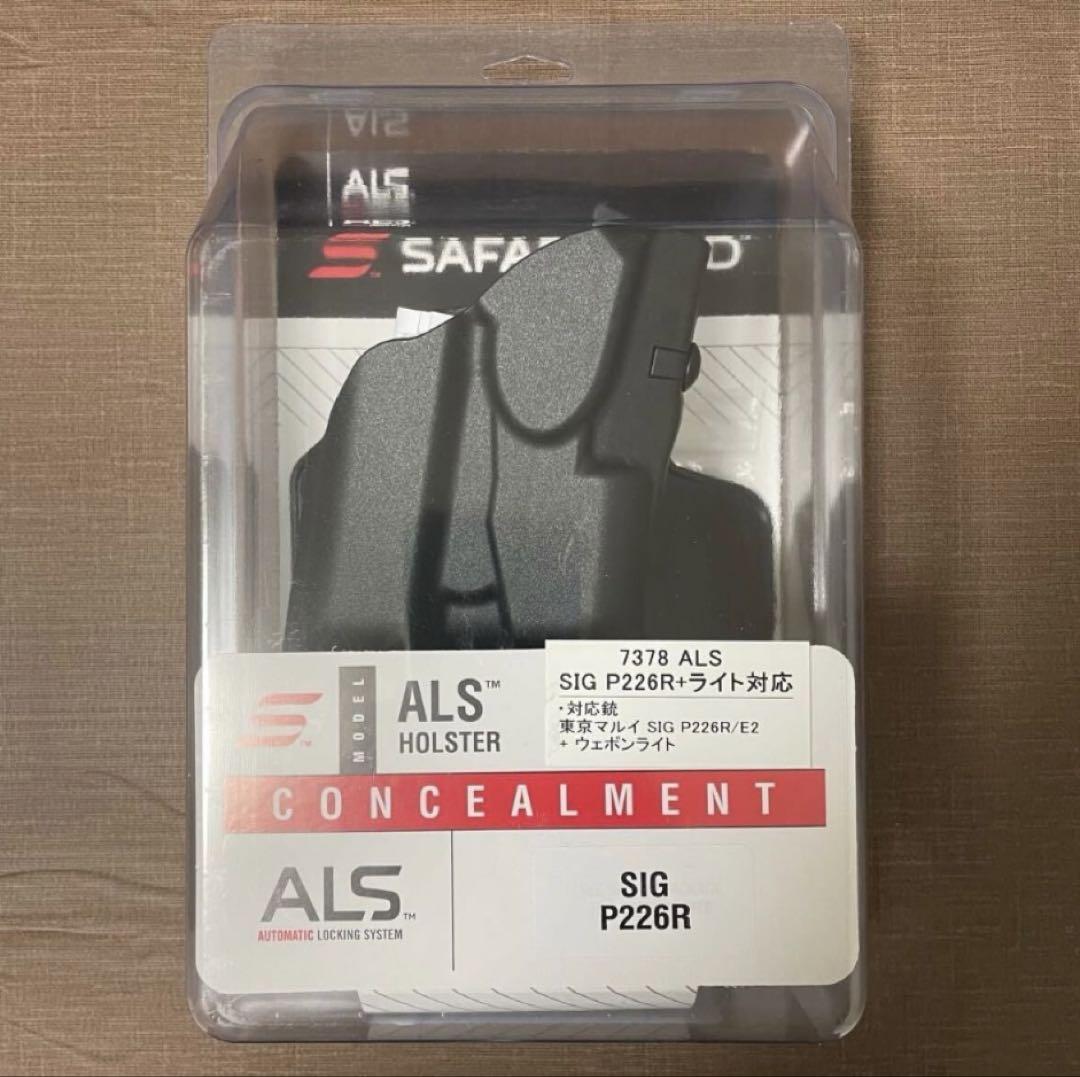 ALS
SAFA D
7378 ALS
SIG P226R+ライト対応
・対応銃
東京マルイ SIG P226R/E2
+ ウェポンライト
MODEL
ALS™
HOLSTER
CONCEALMENT
ALS™
AUTOMATIC LOCKING SYSTEM
SIG
P226R